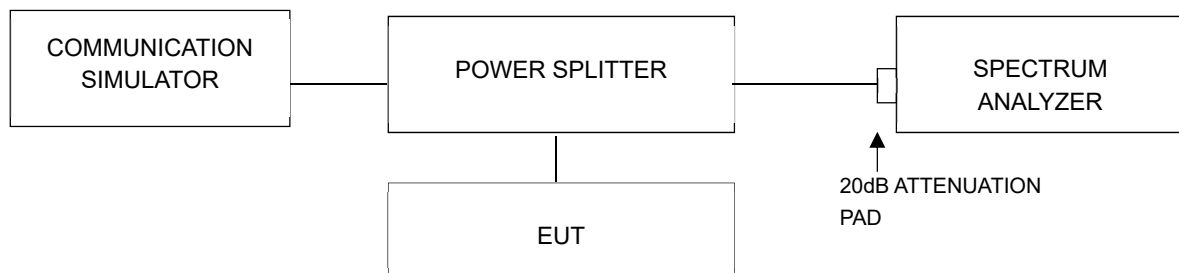 COMMUNICATION
SIMULATOR
POWER SPLITTER
SPECTRUM
ANALYZER
20dB ATTENUATION
PAD
EUT